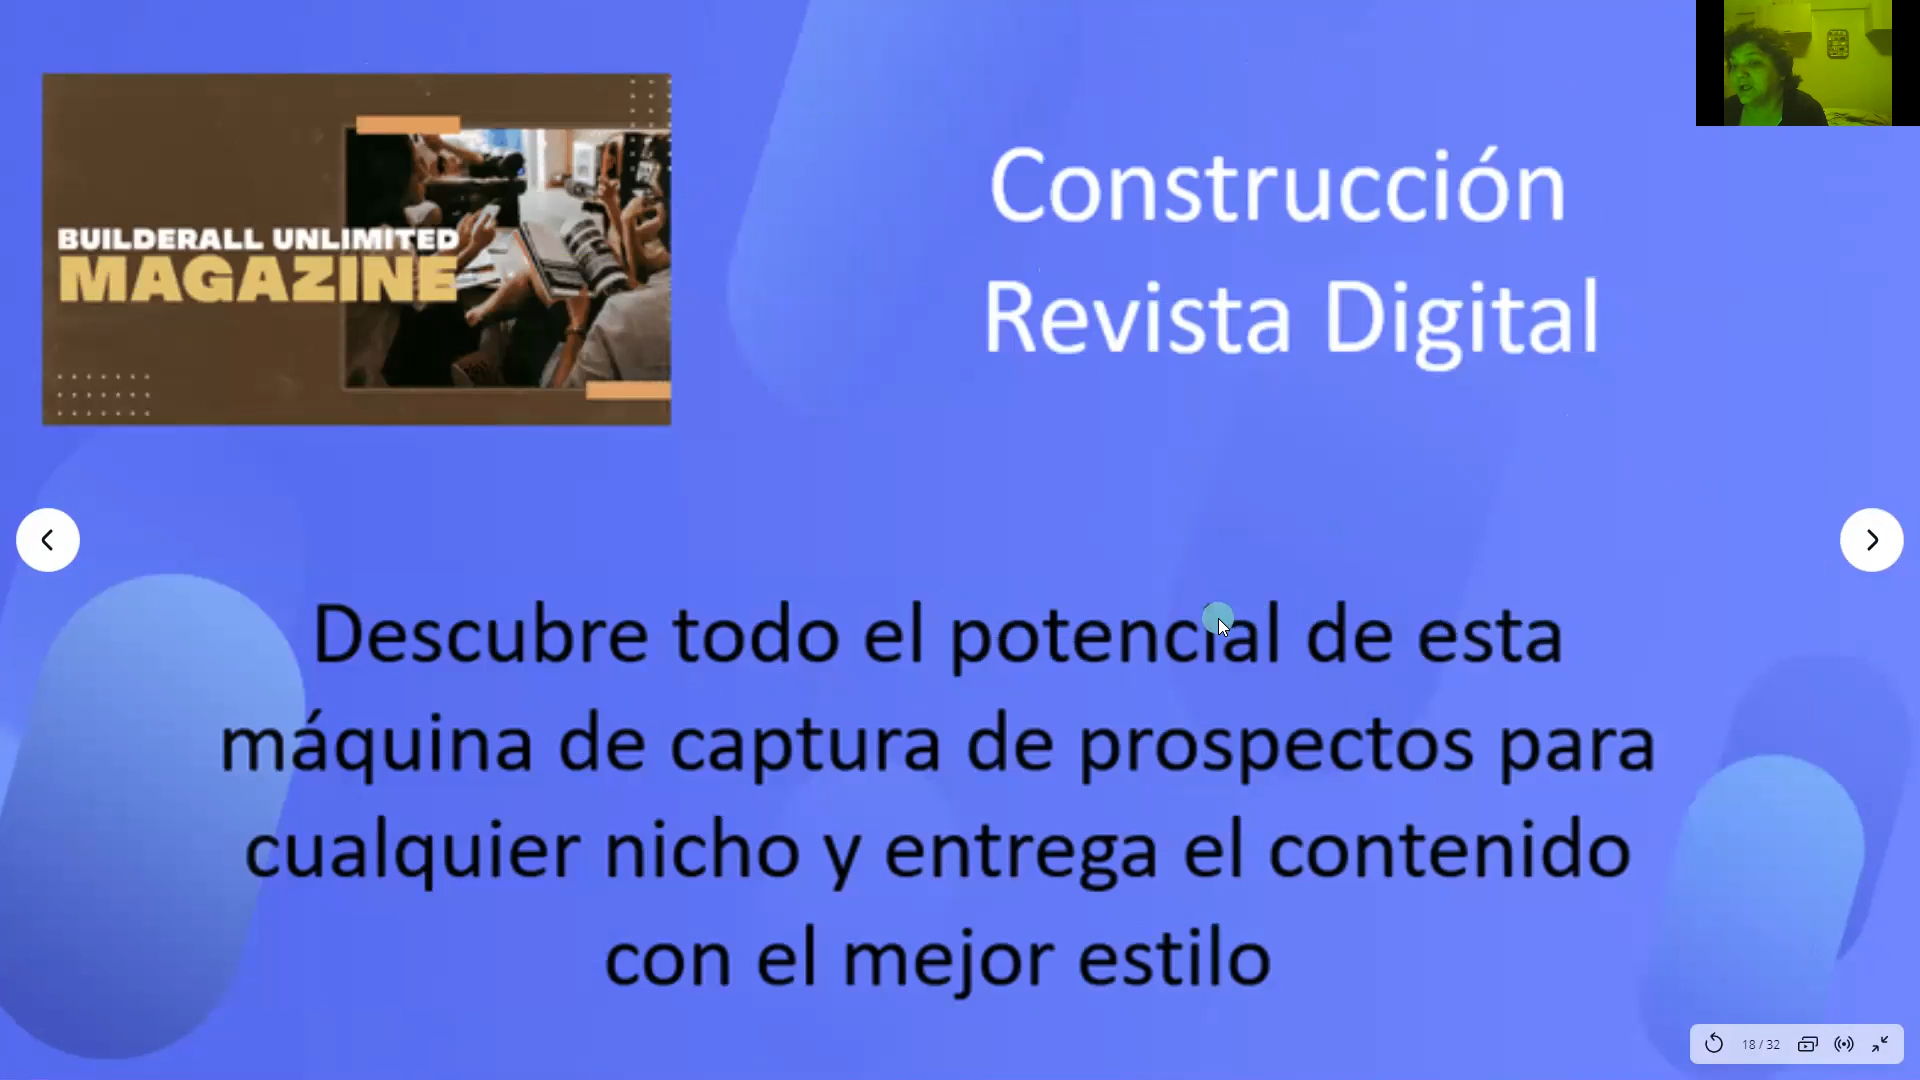 BUILDERALL UNLIMITED
MAGAZINE
Construcción
Revista Digital
Descubre todo el potencial de esta
máquina de captura de prospectos para
cualquier nicho y entrega el contenido
con el mejor estilo
18 / 32